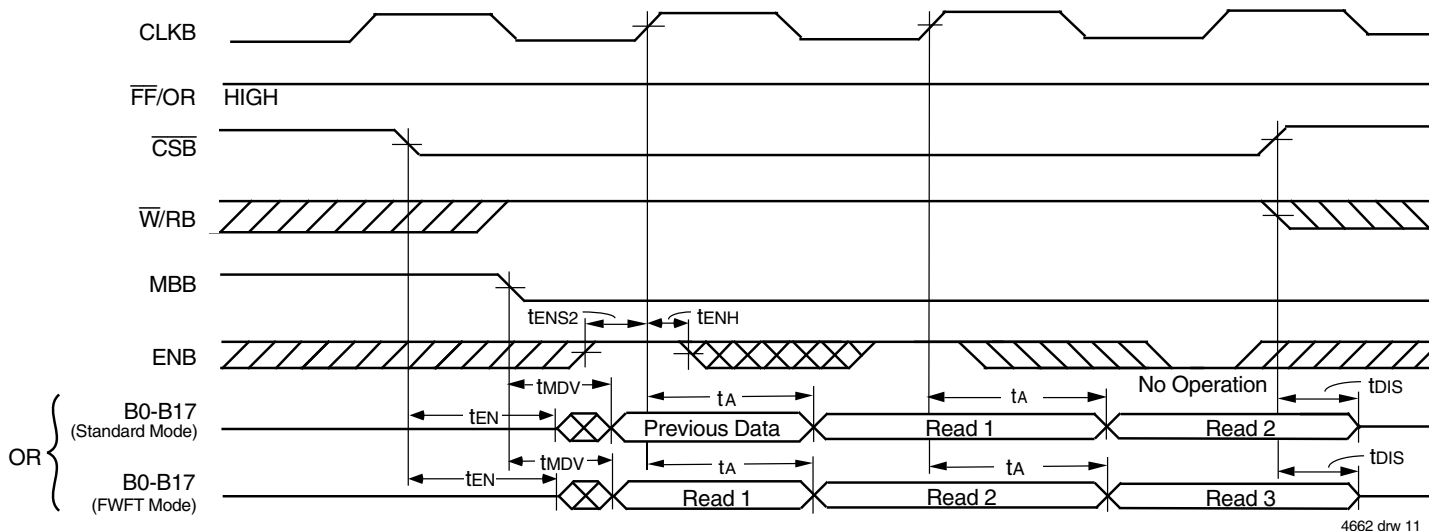 CLKB
FF/OR HIGH
CSB
W/RB
MBB
tENS2 tENH
ENB
No Operation
tMDV tA tA tDIS
tEN
B0-B17
(Standard Mode)
Previous Data Read 1 Read 2
OR
tMDV tA tA tDIS
tEN
B0-B17
(FWFT Mode)
Read 1 Read 2 Read 3
4662 drw 11